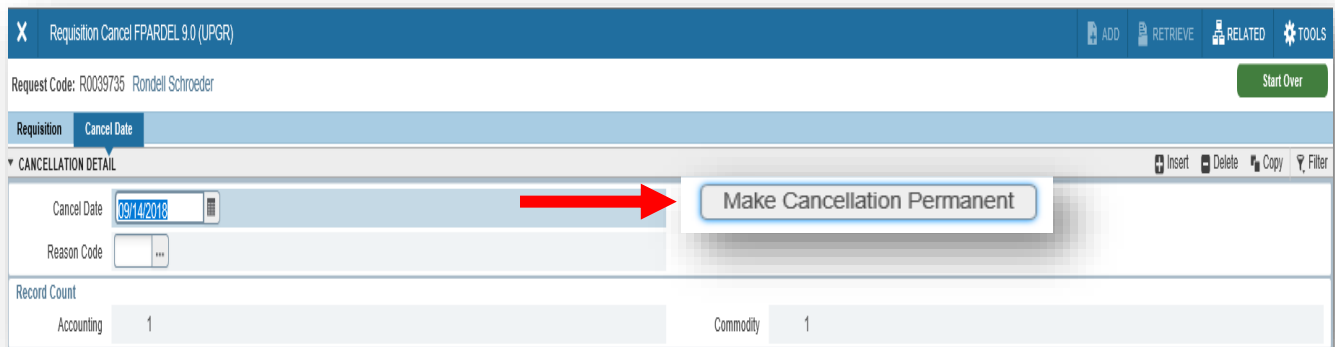 X Requisition Cancel FPARDEL 9.0 (UPGR) ADD RETRIEVE RELATED TOOLS
Request Code: R0039735 Rondell Schroeder Start Over
Requisition Cancel Date
CANCELLATION DETAIL Insert Delete Copy Filter
Cancel Date 09/14/2018 Make Cancellation Permanent
Reason Code ...
Record Count
Accounting 1 Commodity 1